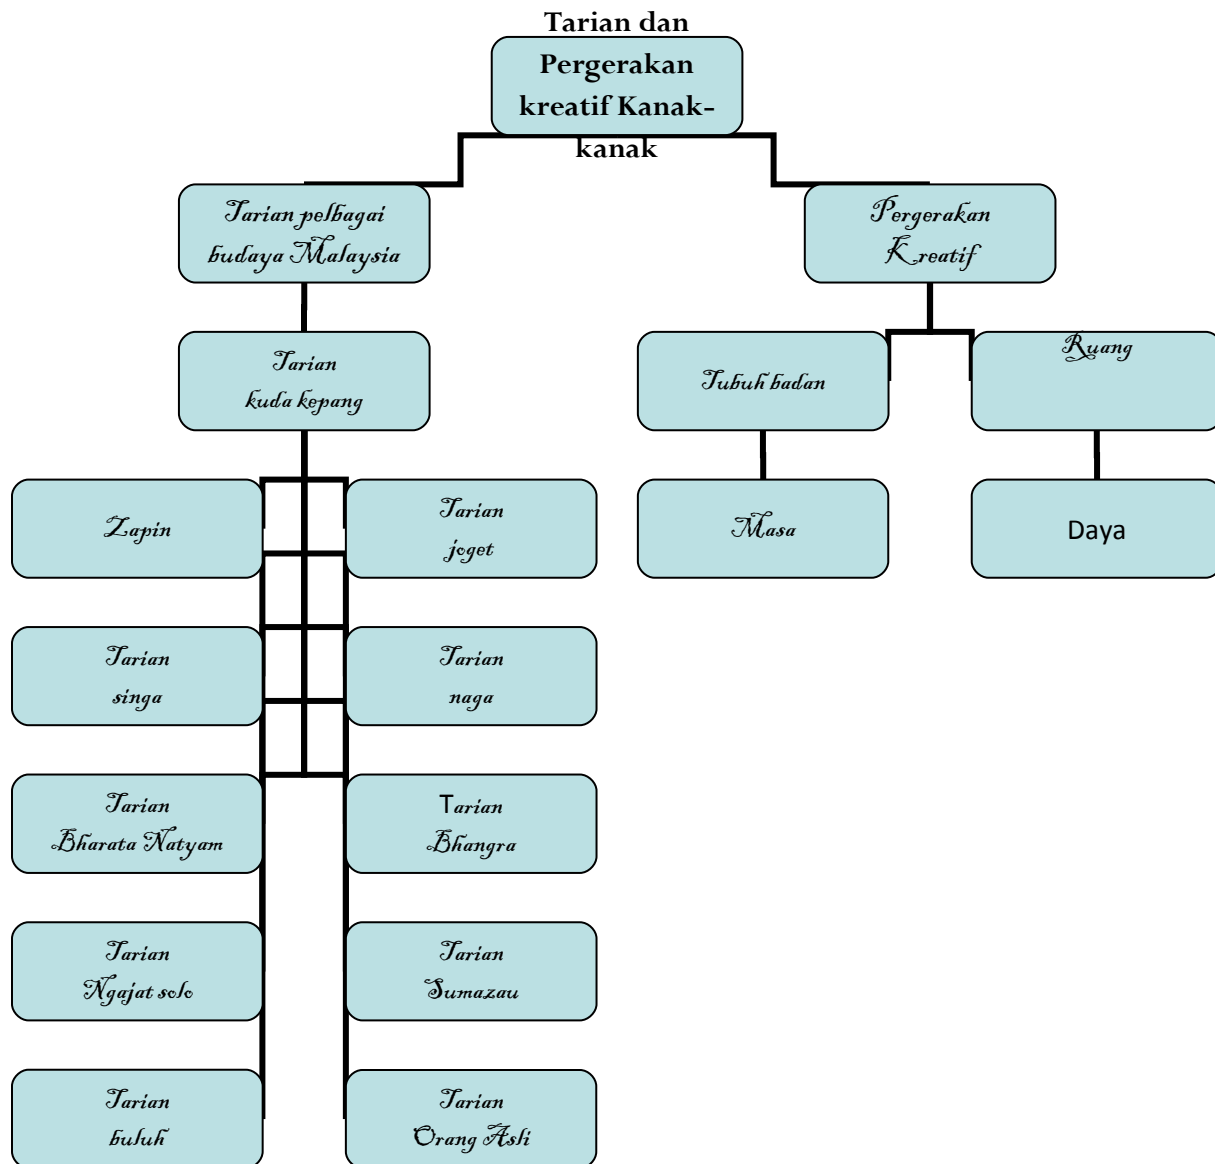 Tarian dan
Pergerakan
kreatif Kanak-
kanak
Tarian pelbagai
budaya Malaysia
Pergerakan
Kreatif
Tarian
kuda kepang
Tubuh badan
Ruang
Zapin
Tarian
joget
Masa
Daya
Tarian
singa
Tarian
naga
Tarian
Bharata Natyam
Tarian
Bhangra
Tarian
Ngajat solo
Tarian
Sumazau
Tarian
buluh
Tarian
Orang Asli